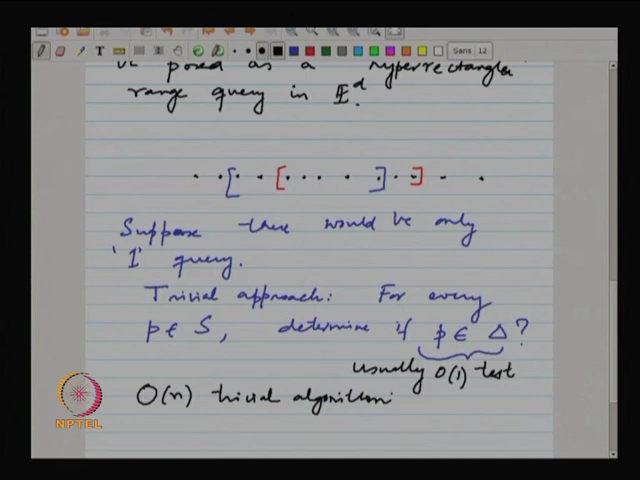 be posed as a hyperrectangle
range query in E^d.
Suppose there would be only
'1' query.
Trivial approach: For every
p ∈ S, determine if p ∈ Δ?
usually O(1) test
O(n) trivial algorithm
NPTEL
Sans 12